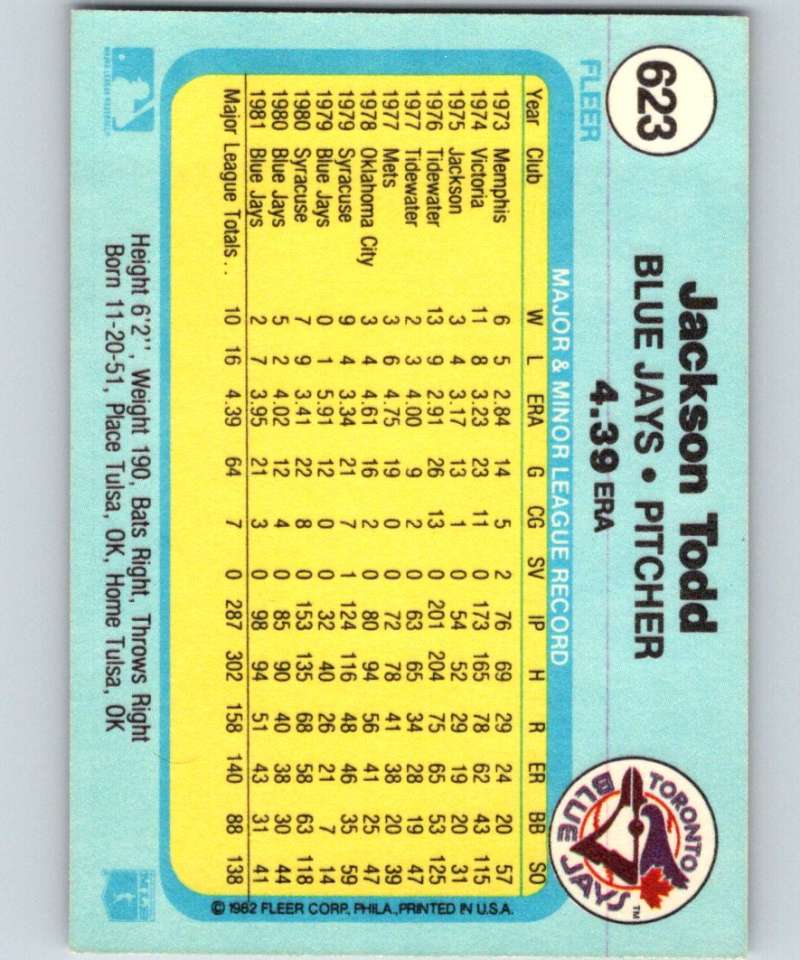 623
FLEER
Jackson Todd
BLUE JAYS • PITCHER
4.39 ERA
TORONTO
BLUE JAYS
TM
MAJOR & MINOR LEAGUE RECORD
Year Club W L ERA G CG SV IP H R ER BB SO
1973 Memphis 6 5 2.84 14 5 2 76 69 29 24 20 57
1974 Victoria 11 8 3.23 23 11 0 173 165 78 62 43 115
1975 Jackson 3 4 3.17 13 1 0 54 52 29 19 20 31
1976 Tidewater 13 9 2.91 26 13 0 201 204 75 65 53 125
1977 Tidewater 2 3 4.00 9 2 0 63 65 34 28 19 47
1977 Mets 3 6 4.75 19 0 0 72 78 41 38 20 39
1978 Oklahoma City 3 4 4.61 16 2 0 80 94 56 41 25 47
1979 Syracuse 9 4 3.34 21 7 1 124 116 48 46 35 59
1979 Blue Jays 0 1 5.91 12 0 0 32 40 26 21 7 14
1980 Syracuse 7 9 3.41 22 8 0 153 135 68 58 63 118
1980 Blue Jays 5 2 4.02 12 4 0 85 90 40 38 30 44
1981 Blue Jays 2 7 3.95 21 3 0 98 94 51 43 31 41
Major League Totals . . 10 16 4.39 64 7 0 287 302 158 140 88 138
© 1982 FLEER CORP., PHILA., PRINTED IN U.S.A.
Height 6'2", Weight 190, Bats Right, Throws Right
Born 11-20-51, Place Tulsa, OK, Home Tulsa, OK